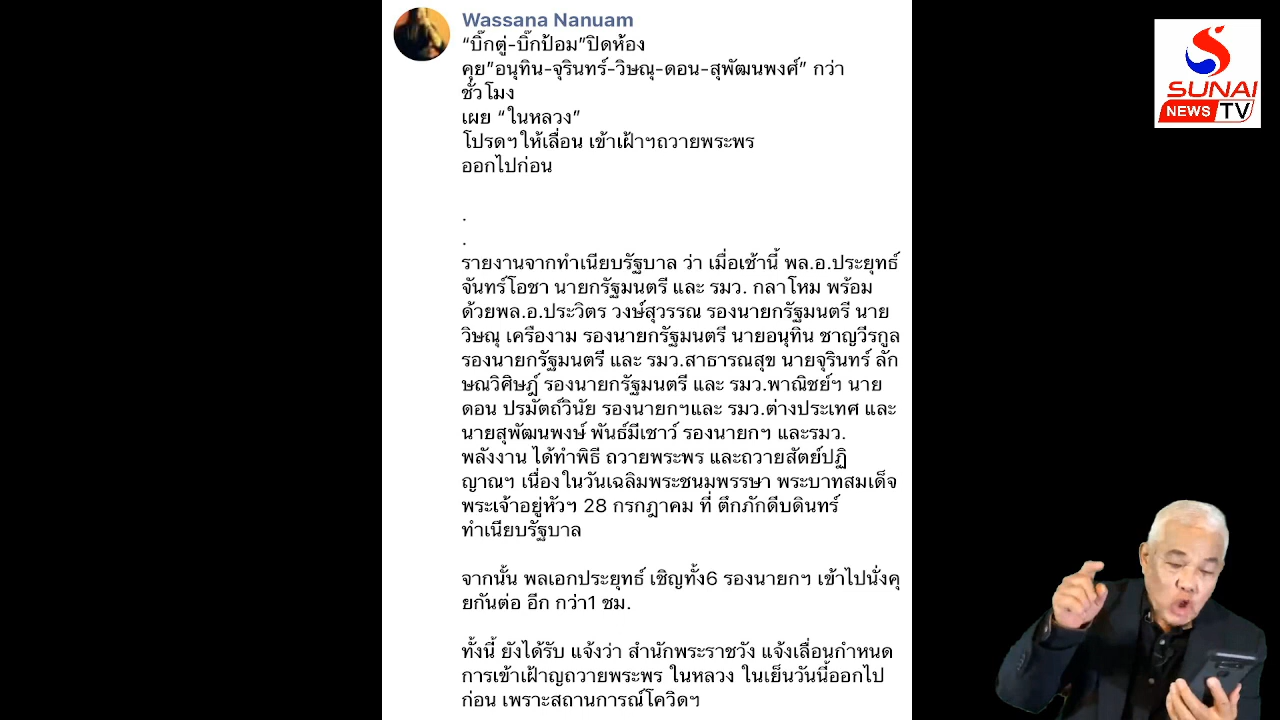 Wassana Nanuam
“บิ๊กตู่-บิ๊กป้อม”ปิดห้อง
คุย”อนุทิน-จุรินทร์-วิษณุ-ดอน-สุพัฒนพงศ์” กว่า
ชั่วโมง
เผย “ในหลวง”
โปรดฯให้เลื่อน เข้าเฝ้าฯถวายพระพร
ออกไปก่อน
.
.
รายงานจากทำเนียบรัฐบาล ว่า เมื่อเช้านี้ พล.อ.ประยุทธ์
จันทร์โอชา นายกรัฐมนตรี และ รมว. กลาโหม พร้อม
ด้วยพล.อ.ประวิตร วงษ์สุวรรณ รองนายกรัฐมนตรี นาย
วิษณุ เครืองาม รองนายกรัฐมนตรี นายอนุทิน ชาญวีรกูล
รองนายกรัฐมนตรี และ รมว.สาธารณสุข นายจุรินทร์ ลัก
ษณวิศิษฎ์ รองนายกรัฐมนตรี และ รมว.พาณิชย์ฯ นาย
ดอน ปรมัตถ์วินัย รองนายกฯและ รมว.ต่างประเทศ และ
นายสุพัฒนพงษ์ พันธ์มีเชาว์ รองนายกฯ และรมว.
พลังงาน ได้ทำพิธี ถวายพระพร และถวายสัตย์ปฏิ
ญาณฯ เนื่องในวันเฉลิมพระชนมพรรษา พระบาทสมเด็จ
พระเจ้าอยู่หัวฯ 28 กรกฎาคม ที่ ตึกภักดีบดินทร์
ทำเนียบรัฐบาล
จากนั้น พลเอกประยุทธ์ เชิญทั้ง6 รองนายกฯ เข้าไปนั่งคุ
ยกันต่อ อีก กว่า1 ชม.
ทั้งนี้ ยังได้รับ แจ้งว่า สำนักพระราชวัง แจ้งเลื่อนกำหนด
การเข้าเฝ้าญถวายพระพร ในหลวง ในเย็นวันนี้ออกไป
ก่อน เพราะสถานการณ์โควิดฯ
SUNAI
NEWS TV